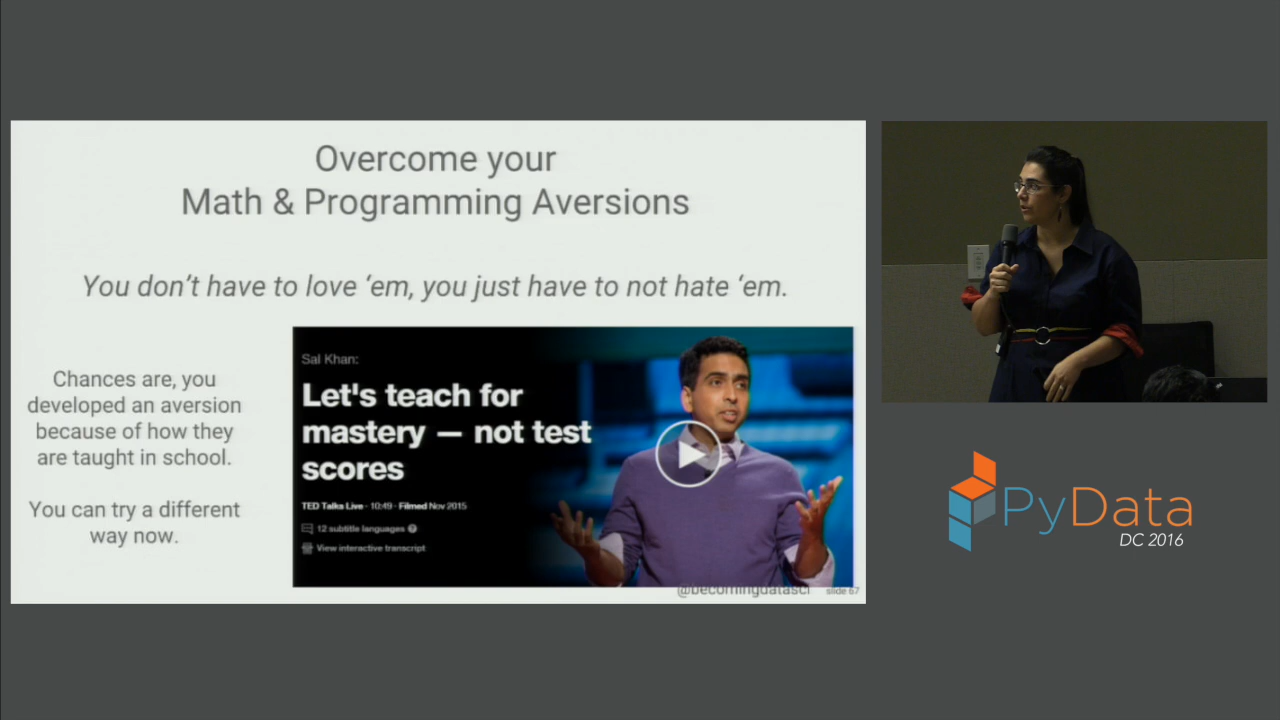 Overcome your
Math & Programming Aversions
You don’t have to love ‘em, you just have to not hate ‘em.
Chances are, you
developed an aversion
because of how they
are taught in school.
You can try a different
way now.
Sal Khan:
Let's teach for
mastery — not test
scores
TED Talks Live · 10:49 · Filmed Nov 2015
12 subtitle languages ?
View interactive transcript
@becomingdatasci
slide 67
PyData
DC 2016